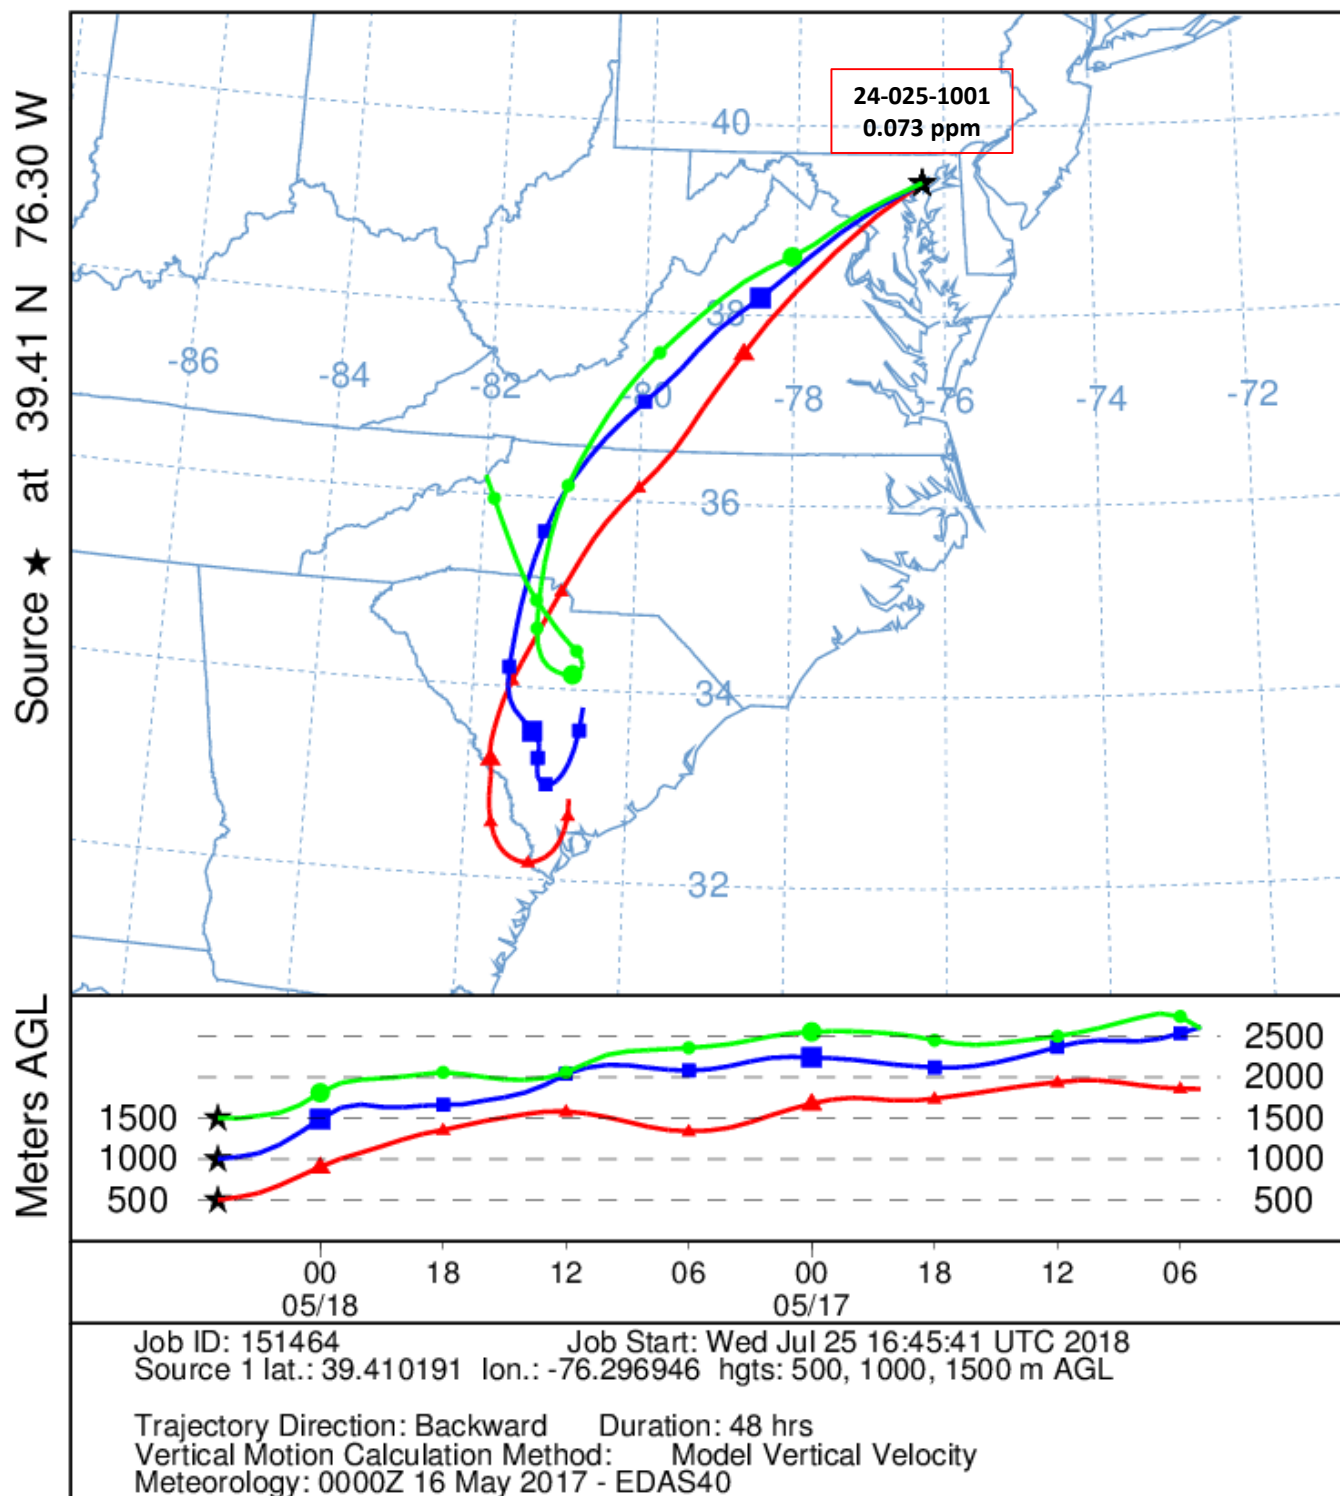 24-025-1001
0.073 ppm
40
38
-86
-84
-82
-80
-78
-76
-74
-72
36
34
32
Source ★ at 39.41 N 76.30 W
Meters AGL
1500
1000
500
2500
2000
1500
1000
500
00 18 12 06 00 18 12 06
05/18 05/17
Job ID: 151464 Job Start: Wed Jul 25 16:45:41 UTC 2018
Source 1 lat.: 39.410191 lon.: -76.296946 hgts: 500, 1000, 1500 m AGL
Trajectory Direction: Backward Duration: 48 hrs
Vertical Motion Calculation Method: Model Vertical Velocity
Meteorology: 0000Z 16 May 2017 - EDAS40